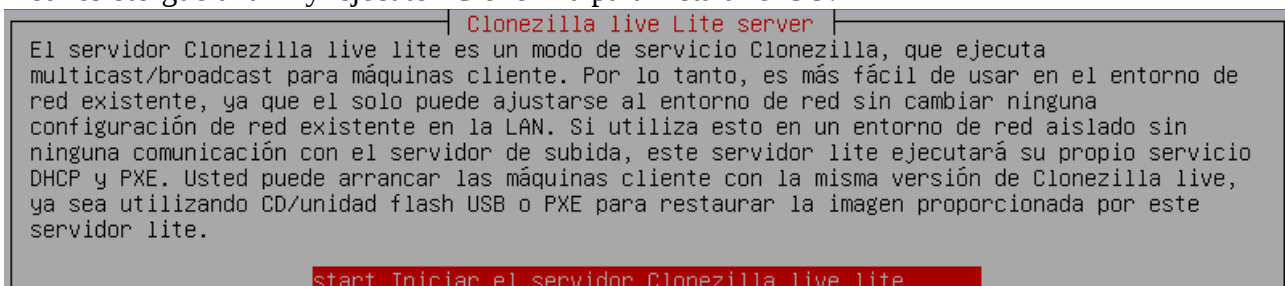 Clonezilla live Lite server
El servidor Clonezilla live lite es un modo de servicio Clonezilla, que ejecuta
multicast/broadcast para máquinas cliente. Por lo tanto, es más fácil de usar en el entorno de
red existente, ya que el solo puede ajustarse al entorno de red sin cambiar ninguna
configuración de red existente en la LAN. Si utiliza esto en un entorno de red aislado sin
ninguna comunicación con el servidor de subida, este servidor lite ejecutará su propio servicio
DHCP y PXE. Usted puede arrancar las máquinas cliente con la misma versión de Clonezilla live,
ya sea utilizando CD/unidad flash USB o PXE para restaurar la imagen proporcionada por este
servidor lite.
start Iniciar el servidor Clonezilla live lite